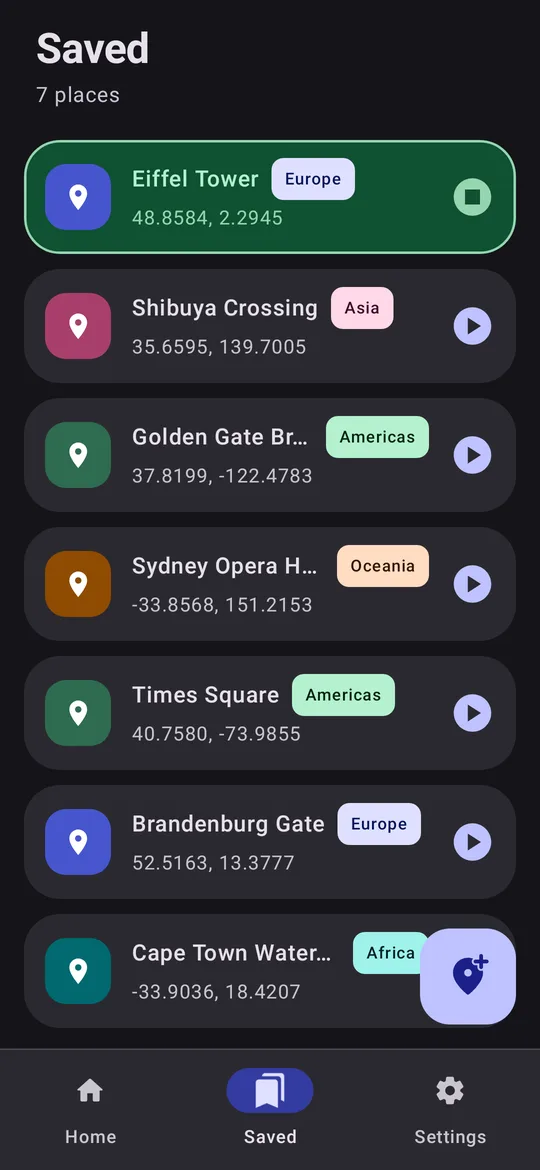 Saved
7 places
Eiffel Tower Europe
48.8584, 2.2945
Shibuya Crossing Asia
35.6595, 139.7005
Golden Gate Br... Americas
37.8199, -122.4783
Sydney Opera H... Oceania
-33.8568, 151.2153
Times Square Americas
40.7580, -73.9855
Brandenburg Gate Europe
52.5163, 13.3777
Cape Town Water... Africa
-33.9036, 18.4207
Home Saved Settings